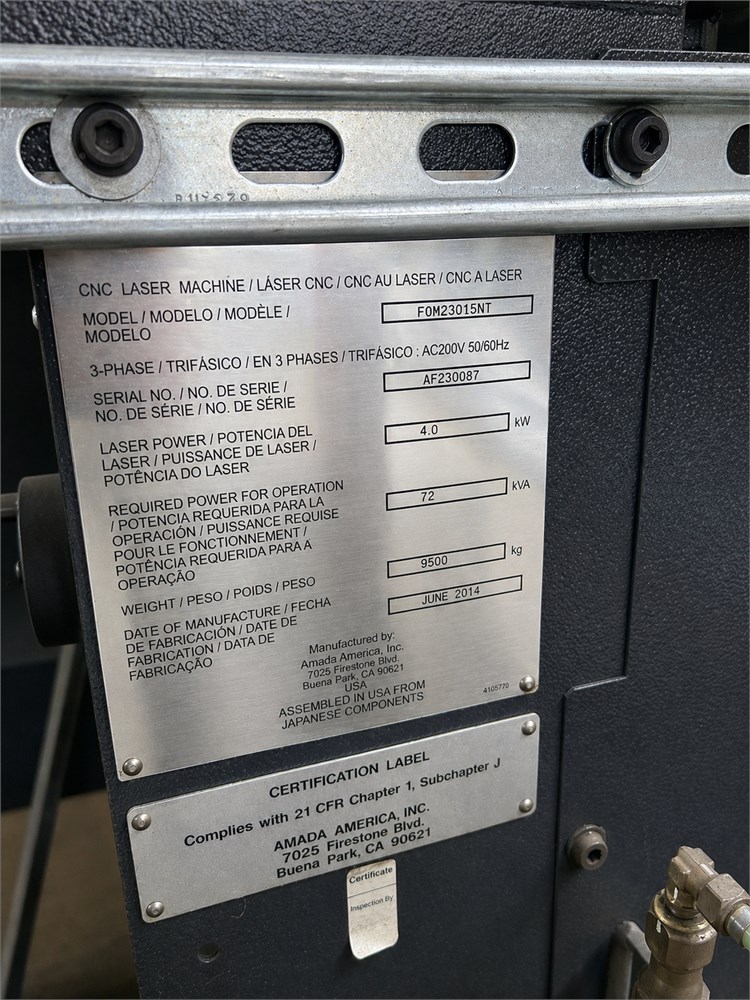 CNC LASER MACHINE / LÁSER CNC / CNC AU LASER / CNC A LASER
MODEL / MODELO / MODÈLE /
MODELO
F0M23015NT
3-PHASE / TRIFÁSICO / EN 3 PHASES / TRIFÁSICO : AC200V 50/60Hz
SERIAL NO. / NO. DE SERIE /
NO. DE SÉRIE / NO. DE SÉRIE
AF230087
LASER POWER / POTENCIA DEL
LASER / PUISSANCE DE LASER /
POTÊNCIA DO LASER
4.0 kW
REQUIRED POWER FOR OPERATION
/ POTENCIA REQUERIDA PARA LA
OPERACIÓN / PUISSANCE REQUISE
POUR LE FONCTIONNEMENT /
POTÊNCIA REQUERIDA PARA A
OPERAÇÃO
72 kVA
WEIGHT / PESO / POIDS / PESO
9500 kg
DATE OF MANUFACTURE / FECHA
DE FABRICACIÓN / DATE DE
FABRICATION / DATA DE
FABRICAÇÃO
JUNE 2014
Manufactured by:
Amada America, Inc.
7025 Firestone Blvd.
Buena Park, CA 90621
USA
ASSEMBLED IN USA FROM
JAPANESE COMPONENTS
4105770
CERTIFICATION LABEL
Complies with 21 CFR Chapter 1, Subchapter J
AMADA AMERICA, INC.
7025 Firestone Blvd.
Buena Park, CA 90621
Certificate
Inspection By